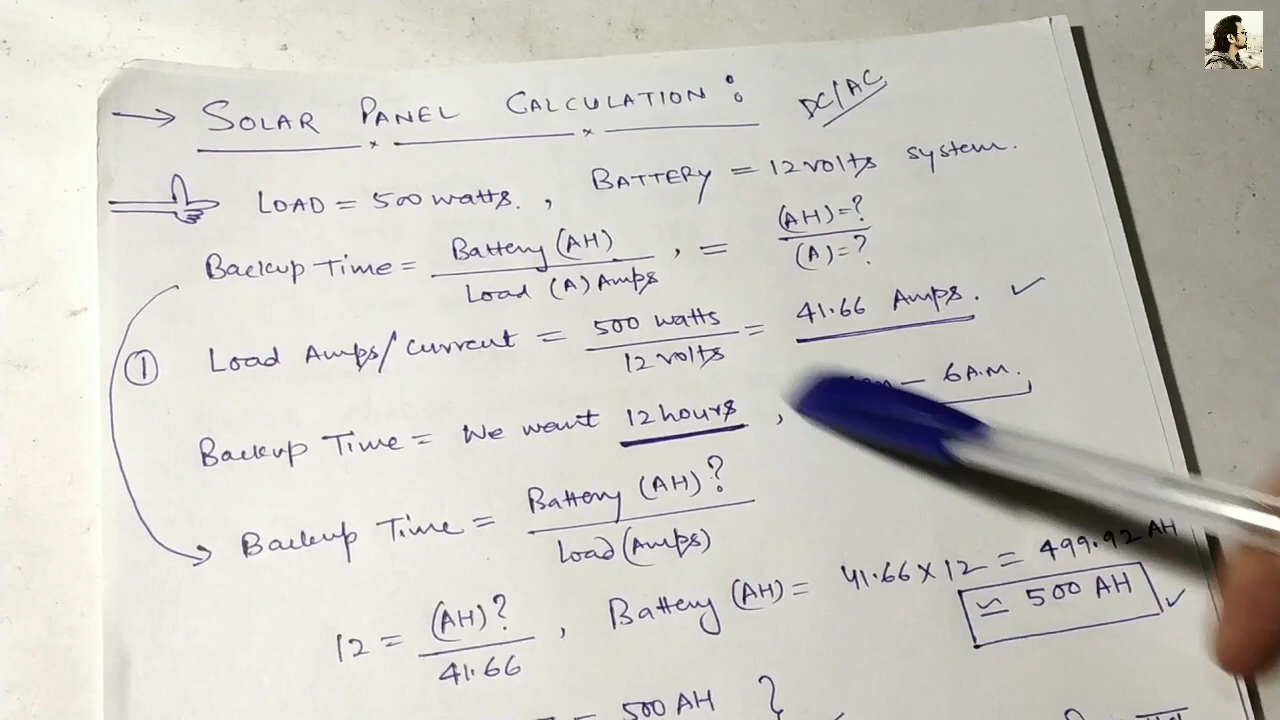 → SOLAR PANEL CALCULATION : DC/AC
LOAD = 500 watts. , BATTERY = 12 volts system.
Backup Time = Battery (AH) / Load (A) Amps , = (AH) = ? / (A) = ?
① Load Amps/current = 500 watts / 12 volts = 41.66 Amps. ✓
Backup Time = We want 12 hours , — 6 A.M.
Backup Time = Battery (AH) ? / Load (Amps)
12 = (AH) ? / 41.66 , Battery (AH) = 41.66 × 12 = 499.92 AH
≃ 500 AH ✓
= 500 AH }